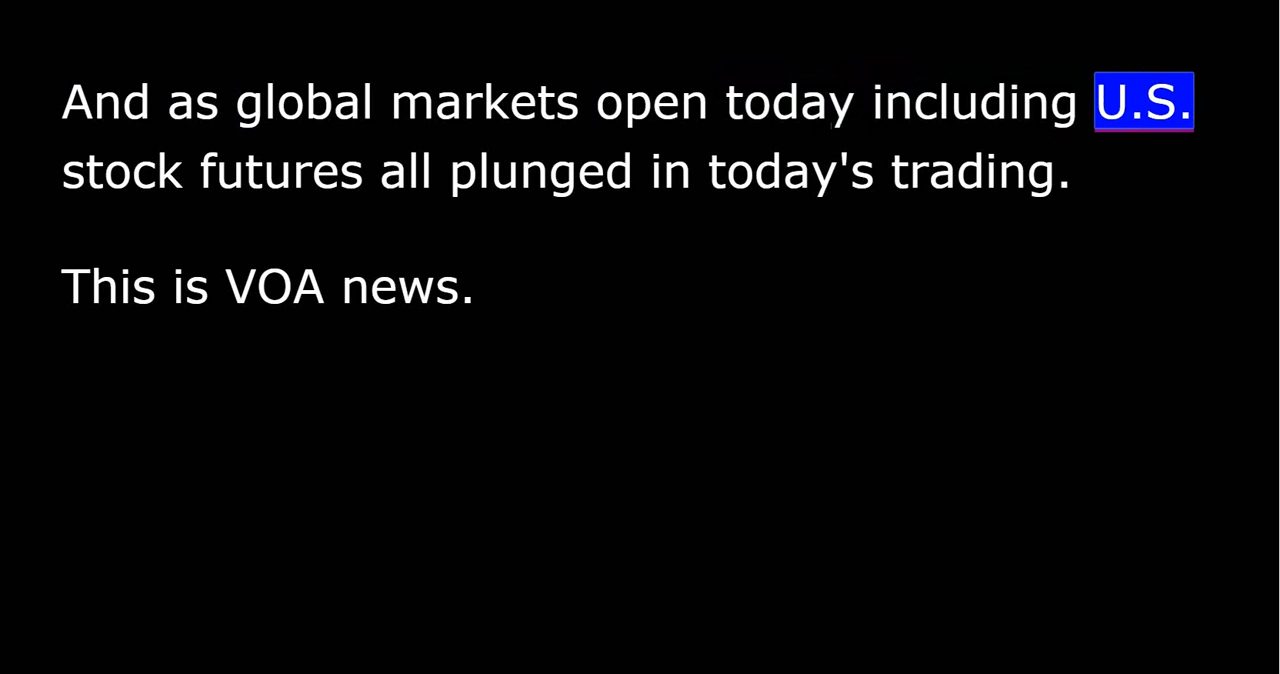 And as global markets open today including U.S.
stock futures all plunged in today's trading.
This is VOA news.